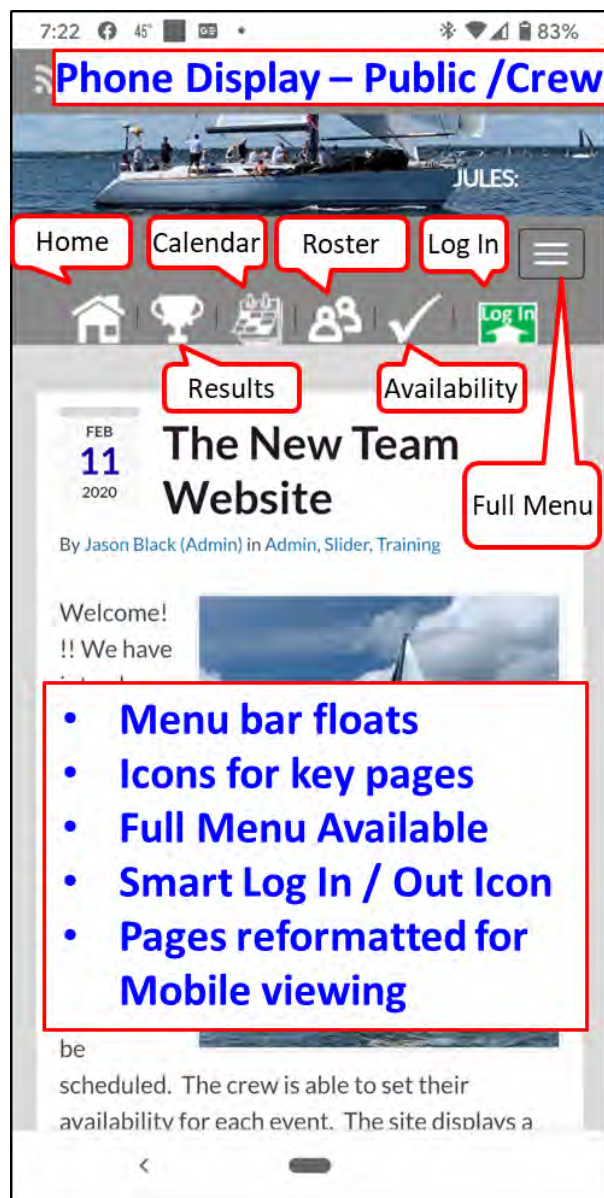 7:22 45° GE • 83%
Phone Display – Public /Crew
JULES:
Home Calendar Roster Log In
Log In
Results Availability
FEB
11
2020
The New Team
Website
Full Menu
By Jason Black (Admin) in Admin, Slider, Training
Welcome!
!! We have
• Menu bar floats
• Icons for key pages
• Full Menu Available
• Smart Log In / Out Icon
• Pages reformatted for
Mobile viewing
be
scheduled. The crew is able to set their
availability for each event. The site displays a